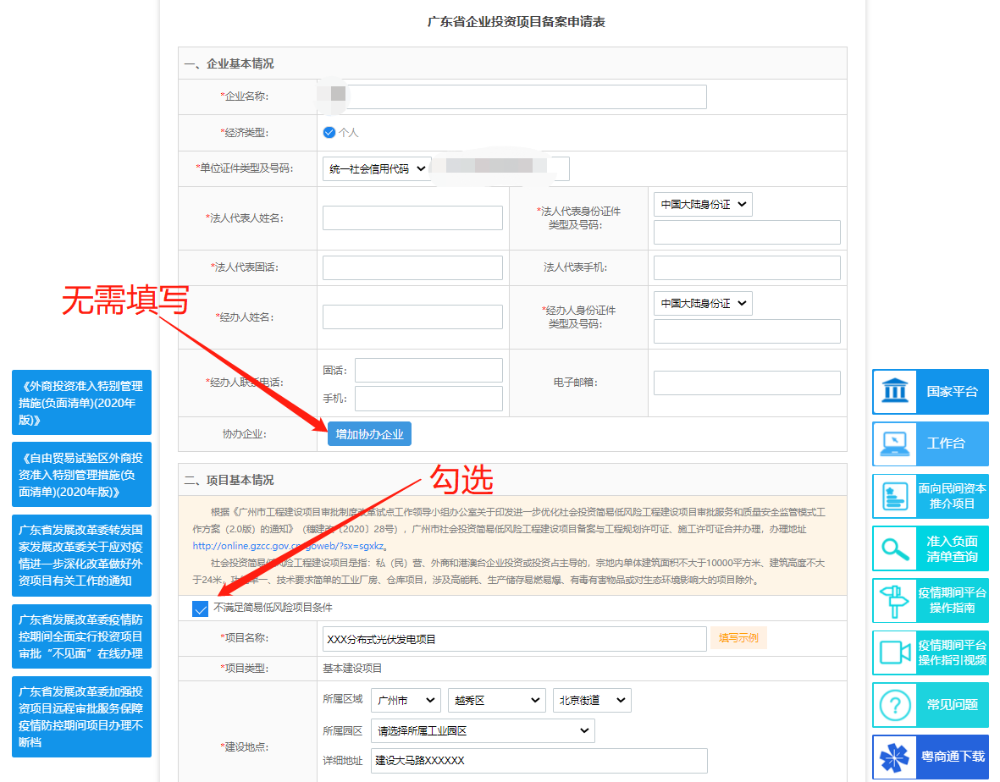 广东省企业投资项目备案申请表
一、企业基本情况
*企业名称:
*经济类型:
个人
*单位证件类型及号码:
统一社会信用代码
*法人代表人姓名:
*法人代表身份证件
类型及号码:
中国大陆身份证
*法人代表固话:
法人代表手机:
无需填写
*经办人姓名:
*经办人身份证件
类型及号码:
中国大陆身份证
*经办人联系电话:
固话:
手机:
电子邮箱:
协办企业:
增加协办企业
二、项目基本情况
勾选
根据《广州市工程建设项目审批制度改革试点工作领导小组办公室关于印发进一步优化社会投资简易低风险工程建设项目审批服务和质量安全监管模式工
作方案（2.0版）的通知》（穗建改〔2020〕28号），广州市社会投资简易低风险工程建设项目备案与工程规划许可证、施工许可证合并办理，办理地址
http://online.gzcc.gov.cn/goweb/?sx=sgxkz。
社会投资简易低风险工程建设项目是指：私（民）营、外商和港澳台企业投资或投资占主导的，宗地内单体建筑面积不大于10000平方米、建筑高度不大
于24米，功能单一、技术要求简单的工业厂房、仓库项目，涉及高能耗、生产储存易燃易爆、有毒有害物品或对生态环境影响大的项目除外。
不满足简易低风险项目条件
*项目名称:
XXX分布式光伏发电项目
填写示例
*项目类型:
基本建设项目
*建设地点:
所属区域
广州市
越秀区
北京街道
所属园区
请选择所属工业园区
详细地址
建设大马路XXXXXX
《外商投资准入特别管理
措施(负面清单)(2020年
版)》
《自由贸易试验区外商投
资准入特别管理措施(负
面清单)(2020年版)》
广东省发展改革委转发国
家发展改革委关于应对疫
情进一步深化改革做好外
资项目有关工作的通知
广东省发展改革委疫情防
控期间全面实行投资项目
审批“不见面”在线办理
广东省发展改革委加强投
资项目远程审批服务保障
疫情防控期间项目办理不
断档
国家平台
工作台
面向民间资本
推介项目
准入负面
清单查询
疫情期间平台
操作指南
疫情期间平台
操作指引视频
常见问题
粤商通下载